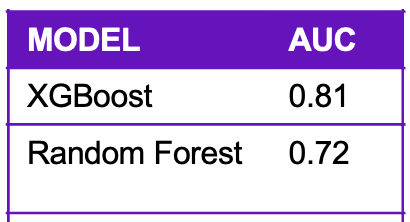 MODEL AUC
XGBoost 0.81
Random Forest 0.72